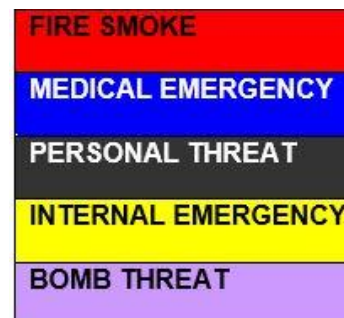 FIRE SMOKE
MEDICAL EMERGENCY
PERSONAL THREAT
INTERNAL EMERGENCY
BOMB THREAT